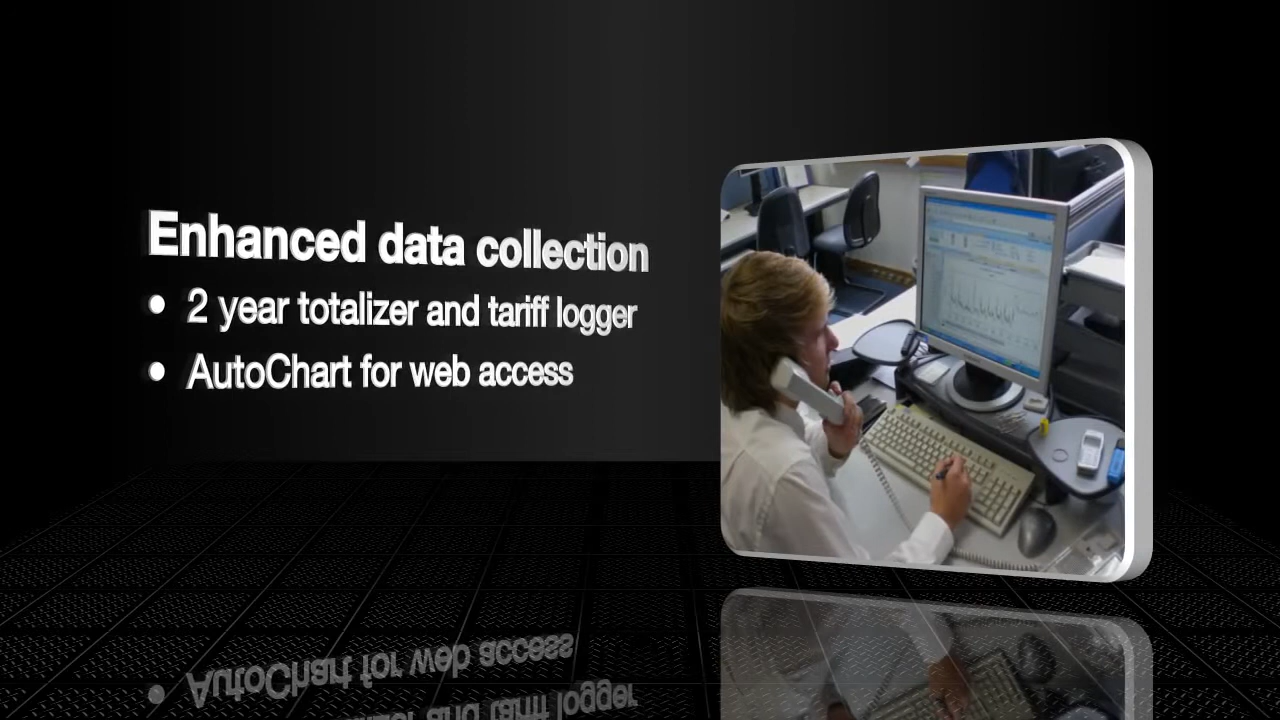 Enhanced data collection
• 2 year totalizer and tariff logger
• AutoChart for web access